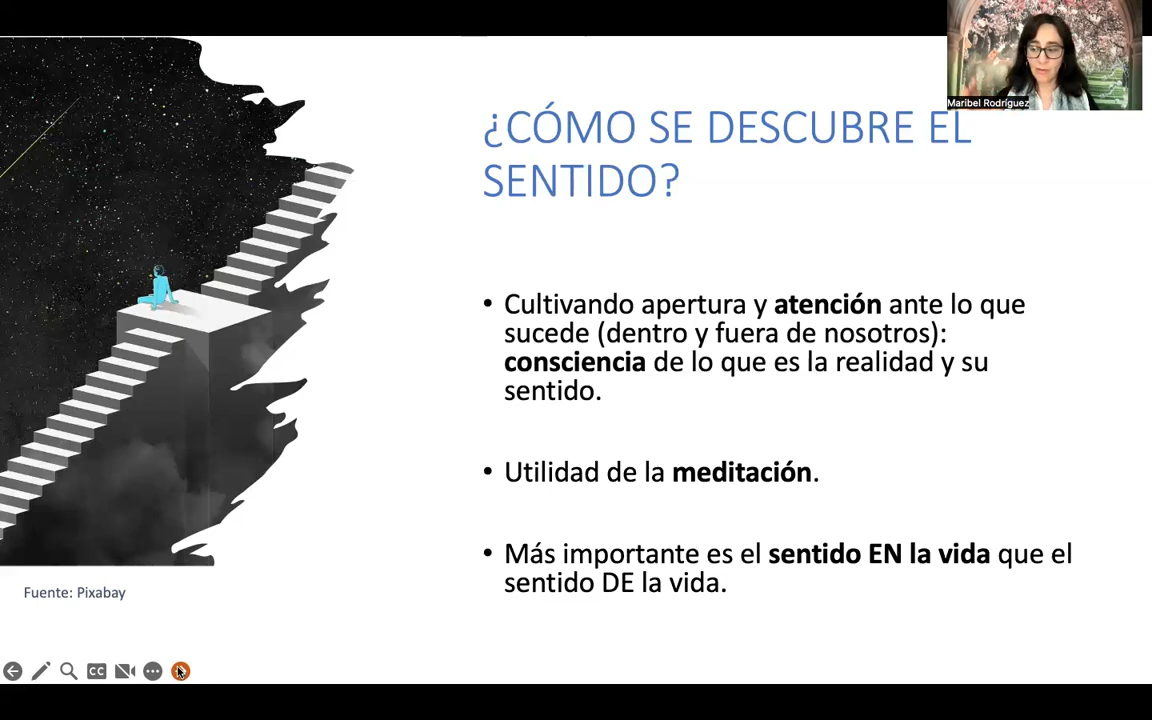 Maribel Rodríguez
¿CÓMO SE DESCUBRE EL
SENTIDO?
• Cultivando apertura y atención ante lo que
sucede (dentro y fuera de nosotros):
consciencia de lo que es la realidad y su
sentido.
• Utilidad de la meditación.
• Más importante es el sentido EN la vida que el
sentido DE la vida.
Fuente: Pixabay
CC